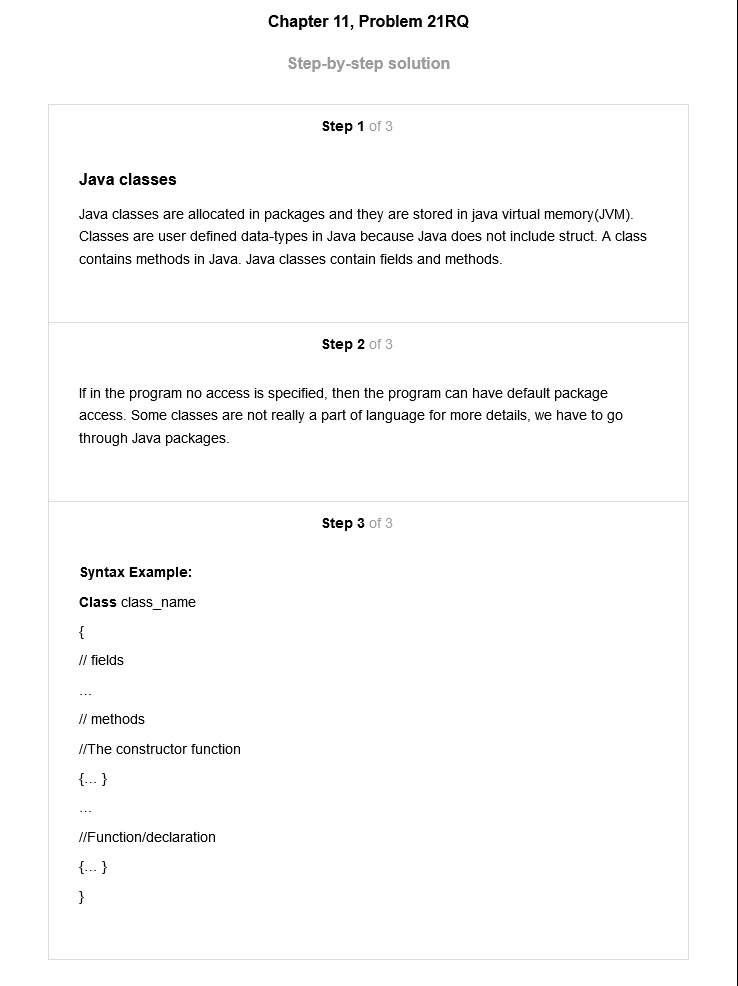 Chapter 11, Problem 21RQ
Step-by-step solution
Step 1 of 3
Java classes
Java classes are allocated in packages and they are stored in java virtual memory(JVM).
Classes are user defined data-types in Java because Java does not include struct. A class
contains methods in Java. Java classes contain fields and methods.
Step 2 of 3
If in the program no access is specified, then the program can have default package
access. Some classes are not really a part of language for more details, we have to go
through Java packages.
Step 3 of 3
Syntax Example:
Class class_name
{
// fields
…
// methods
//The constructor function
{… }
…
//Function/declaration
{… }
}